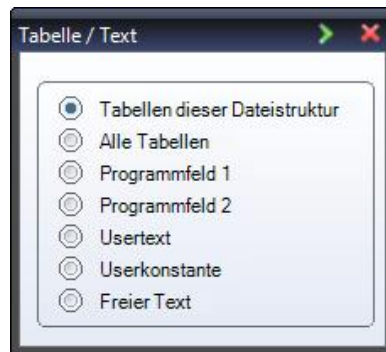 Tabelle / Text
Tabellen dieser Dateistruktur
Alle Tabellen
Programmfeld 1
Programmfeld 2
Usertext
Userkonstante
Freier Text